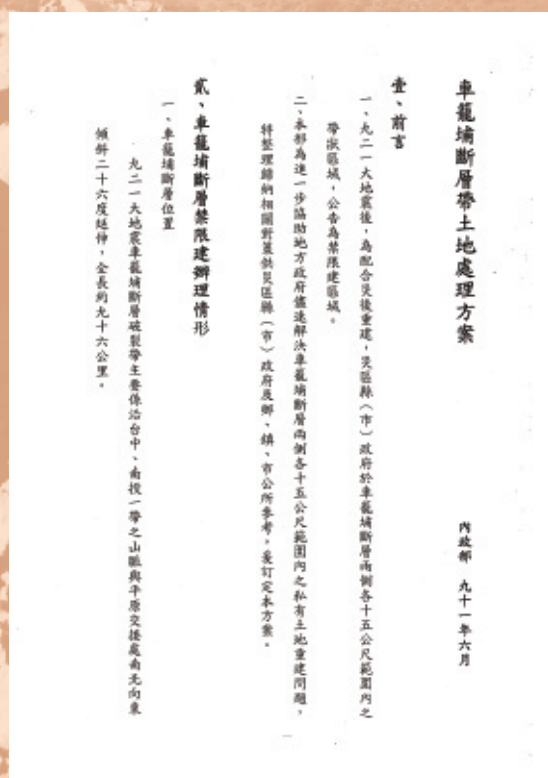 車籠埔斷層帶土地處理方案
內政部　九十一年六月
壹、前言
一、九二一大地震後，為配合災後重建，災區縣（市）政府於車籠埔斷層兩側各十五公尺範圍內之
帶狀區域，公告為禁限建區域。
二、本部為進一步協助地方政府儘速解決車籠埔斷層兩側各十五公尺範圍內之私有土地重建問題，
特整理歸納相關對策供災區縣（市）政府及鄉、鎮、市公所參考，爰訂定本方案。
貳、車籠埔斷層禁限建辦理情形
一、車籠埔斷層位置
九二一大地震車籠埔斷層破裂帶主要係沿台中、南投一帶之山脈與平原交接處南北向東
傾斜二十六度延伸，全長約九十六公里。
一